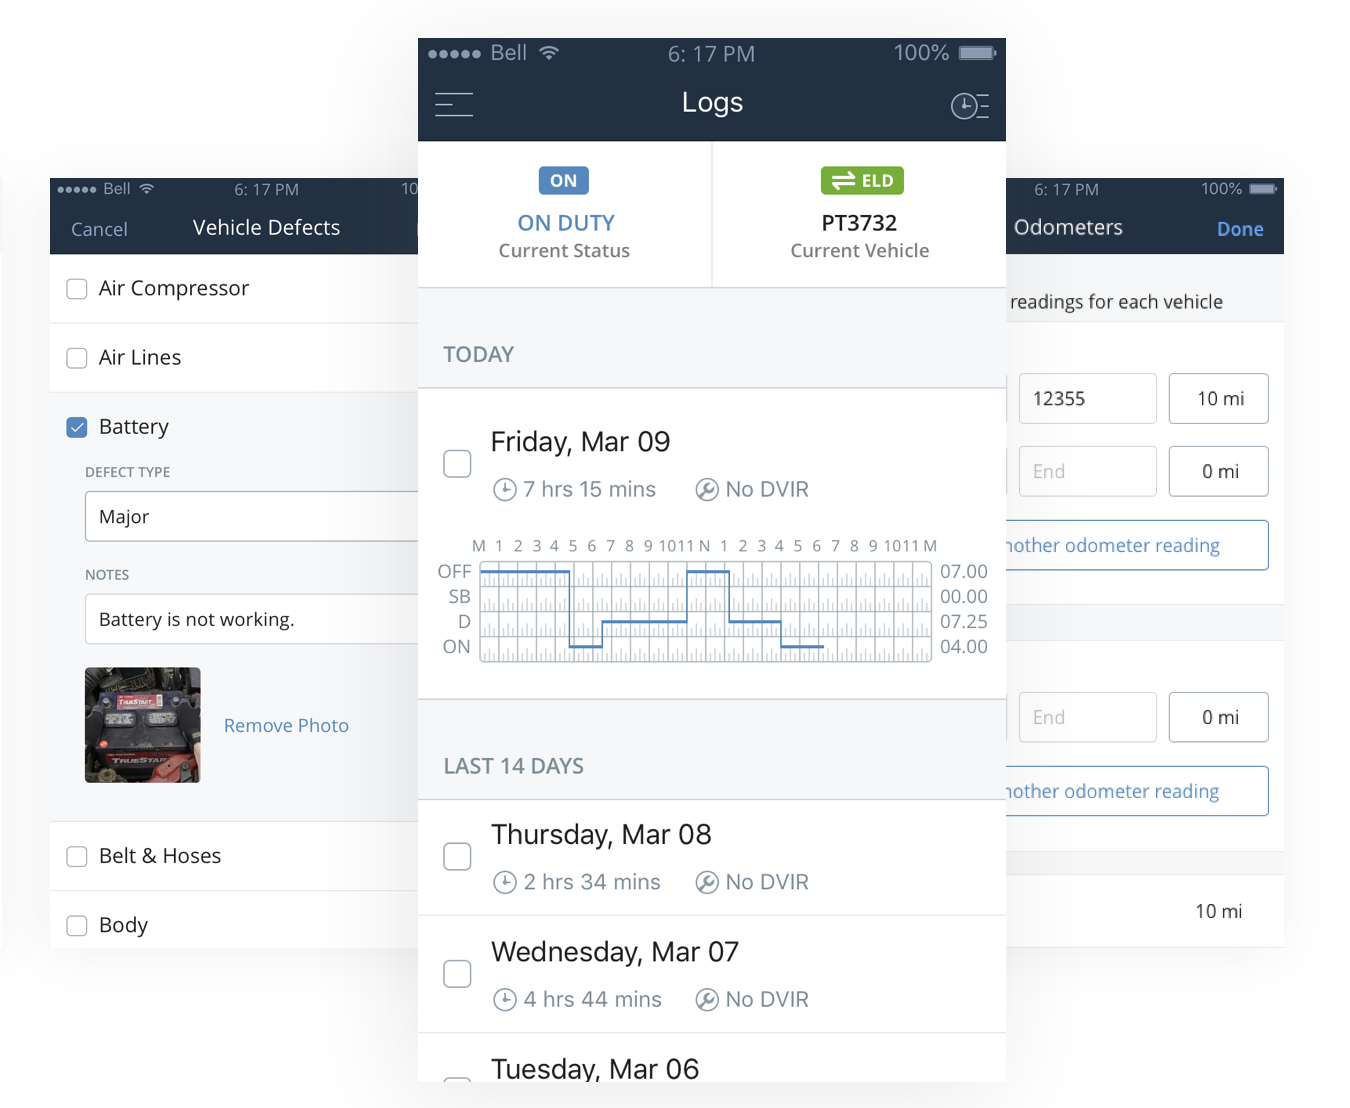 Bell 6:17 PM 10
Cancel Vehicle Defects
Air Compressor
Air Lines
Battery
DEFECT TYPE
Major
NOTES
Battery is not working.
TrueStart
TrueStar
Remove Photo
Belt & Hoses
Body
Bell 6: 17 PM 100%
Logs
ON
ON DUTY
Current Status
ELD
PT3732
Current Vehicle
TODAY
Friday, Mar 09
7 hrs 15 mins No DVIR
M 1 2 3 4 5 6 7 8 9 10 11 N 1 2 3 4 5 6 7 8 9 10 11 M
OFF 07.00
SB 00.00
D 07.25
ON 04.00
LAST 14 DAYS
Thursday, Mar 08
2 hrs 34 mins No DVIR
Wednesday, Mar 07
4 hrs 44 mins No DVIR
Tuesday, Mar 06
6:17 PM 100%
Odometers Done
readings for each vehicle
12355 10 mi
End 0 mi
nother odometer reading
End 0 mi
nother odometer reading
10 mi